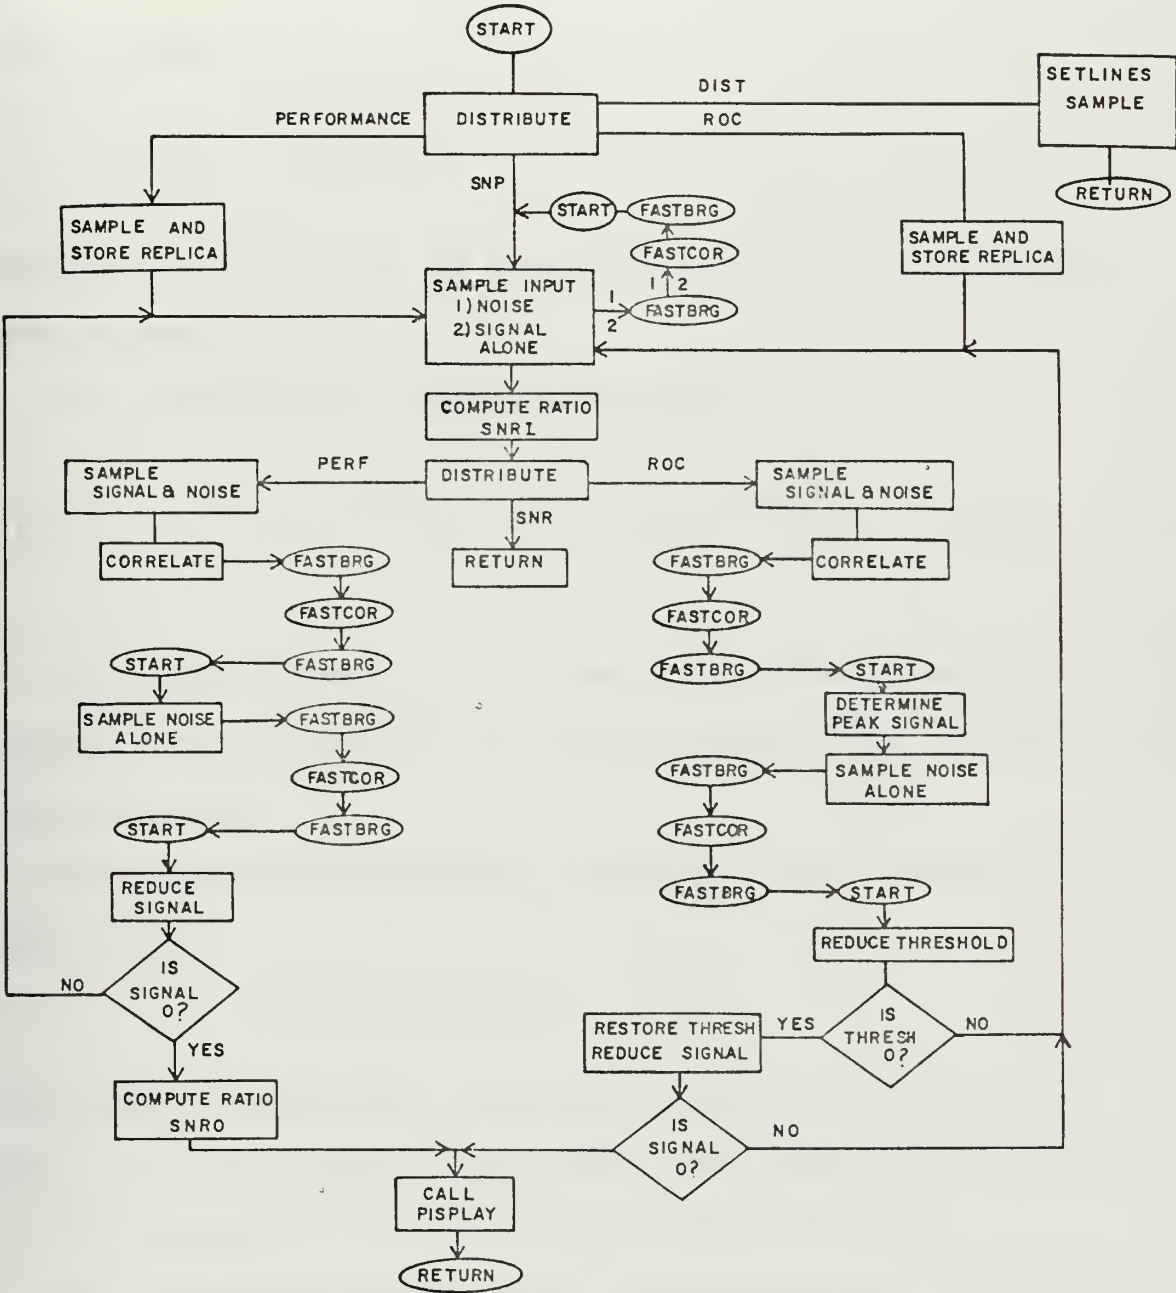 START
SETLINES
SAMPLE
DIST
PERFORMANCE
DISTRIBUTE
ROC
SNP
RETURN
START
FASTBRG
SAMPLE AND
STORE REPLICA
SAMPLE AND
STORE REPLICA
FASTCOR
SAMPLE INPUT
1) NOISE
2) SIGNAL
ALONE
1
2
1 2
FASTBRG
COMPUTE RATIO
SNRI
SAMPLE
SIGNAL & NOISE
PERF
DISTRIBUTE
ROC
SAMPLE
SIGNAL & NOISE
SNR
CORRELATE
FASTBRG
RETURN
FASTBRG
CORRELATE
FASTCOR
FASTCOR
START
FASTBRG
FASTBRG
START
SAMPLE NOISE
ALONE
FASTBRG
DETERMINE
PEAK SIGNAL
FASTCOR
FASTBRG
SAMPLE NOISE
ALONE
START
FASTBRG
FASTCOR
REDUCE
SIGNAL
FASTBRG
START
REDUCE THRESHOLD
IS
SIGNAL
O?
NO
YES
IS
THRESH
O?
YES
NO
RESTORE THRESH
REDUCE SIGNAL
COMPUTE RATIO
SNRO
IS
SIGNAL
O?
NO
CALL
PISPLAY
RETURN